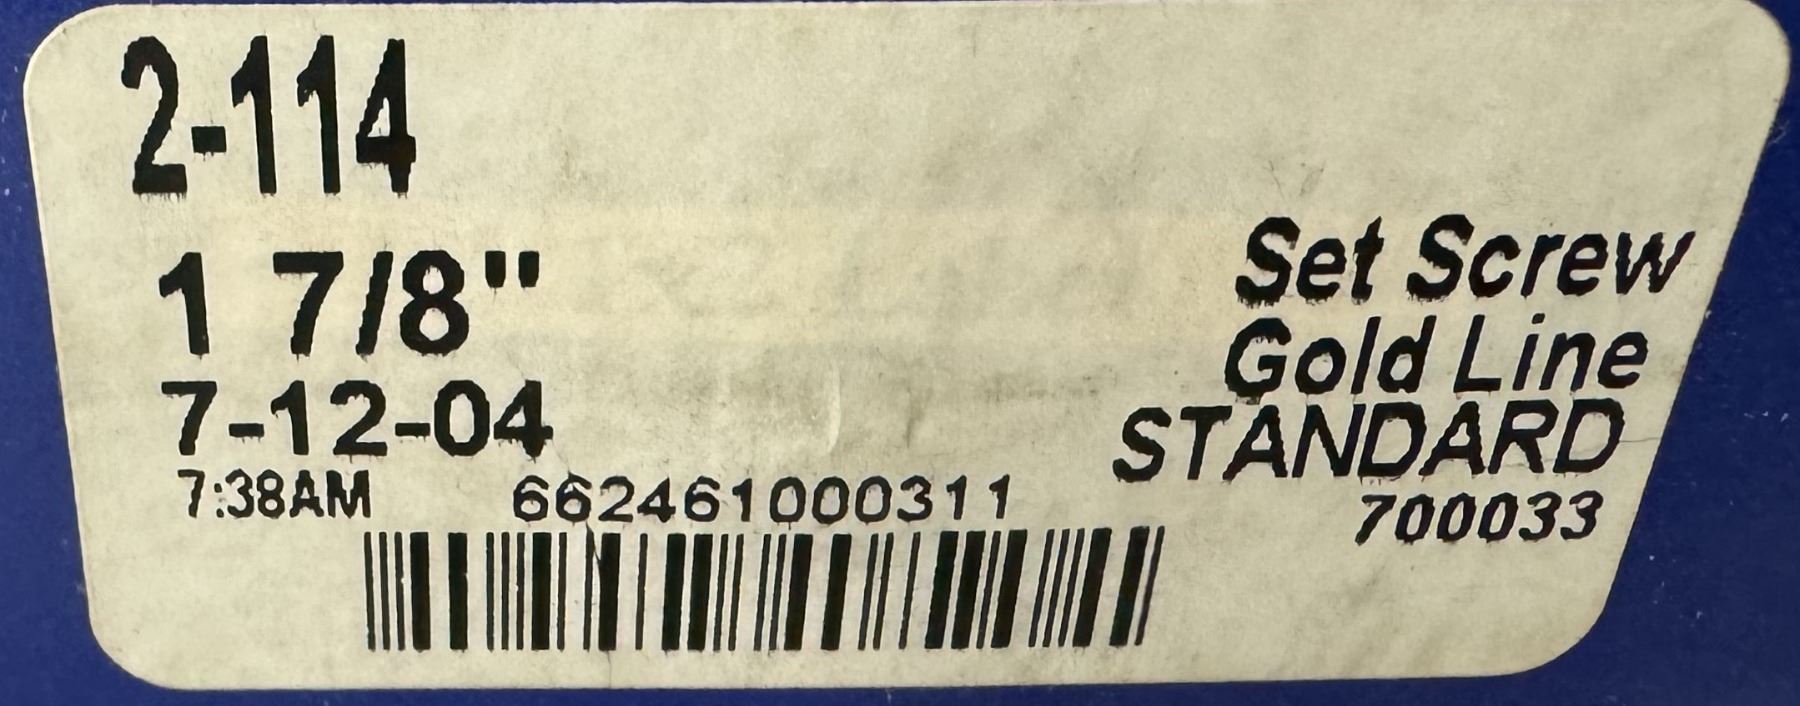 2-114
1 7/8"
7-12-04
7:38AM
662461000311
Set Screw
Gold Line
STANDARD
700033